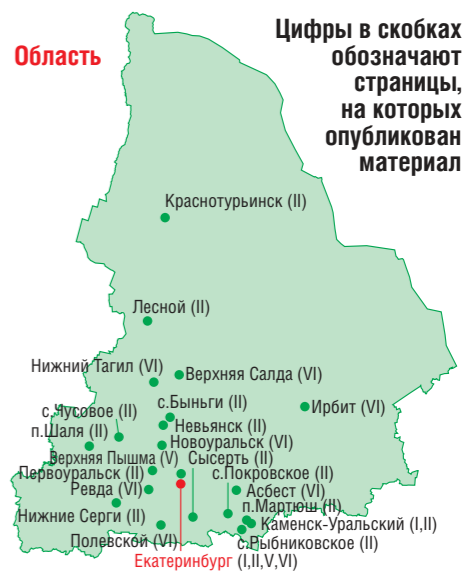 Область
Цифры в скобках
обозначают
страницы,
на которых
опубликован
материал
Краснотурьинск (II)
Лесной (II)
Нижний Тагил (VI)
Верхняя Салда (VI)
с.Чусовое (II)
с.Быньги (II)
Ирбит (VI)
п.Шаля (II)
Невьянск (II)
Новоуральск (VI)
Верхняя Пышма (V)
Сысерть (II)
Первоуральск (II)
с.Покровское (II)
Ревда (VI)
Асбест (VI)
п.Мартюш (II)
Нижние Серги (II)
Каменск-Уральский (I,II)
Полевской (VI)
с.Рыбниковское (II)
Екатеринбург (I,II,V,VI)